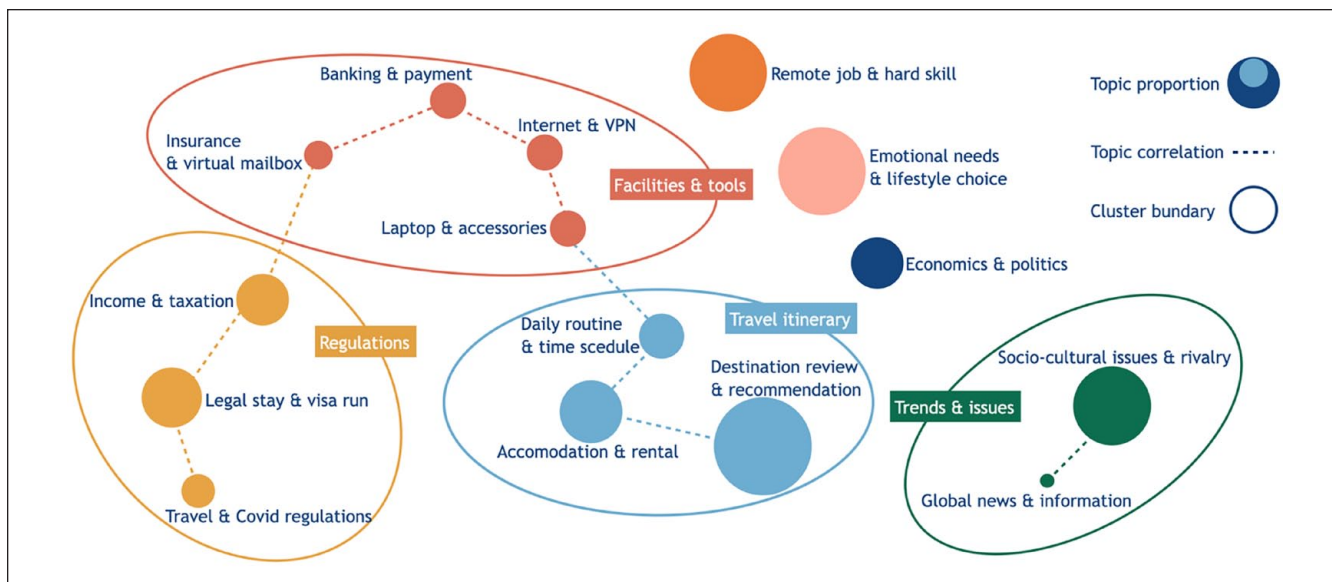 Banking & payment
Insurance
& virtual mailbox
Internet & VPN
Laptop & accessories
Facilities & tools
Remote job & hard skill
Emotional needs
& lifestyle choice
Economics & politics
Topic proportion
Topic correlation
Cluster bundary
Income & taxation
Regulations
Legal stay & visa run
Travel & Covid regulations
Travel itinerary
Daily routine
& time scedule
Destination review
& recommendation
Accomodation & rental
Socio-cultural issues & rivalry
Trends & issues
Global news & information